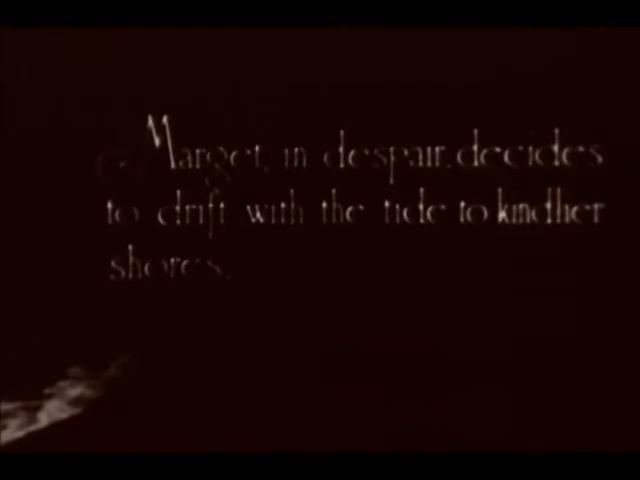 Marget, in despair, decides
to drift with the tide to kindlier
shores.